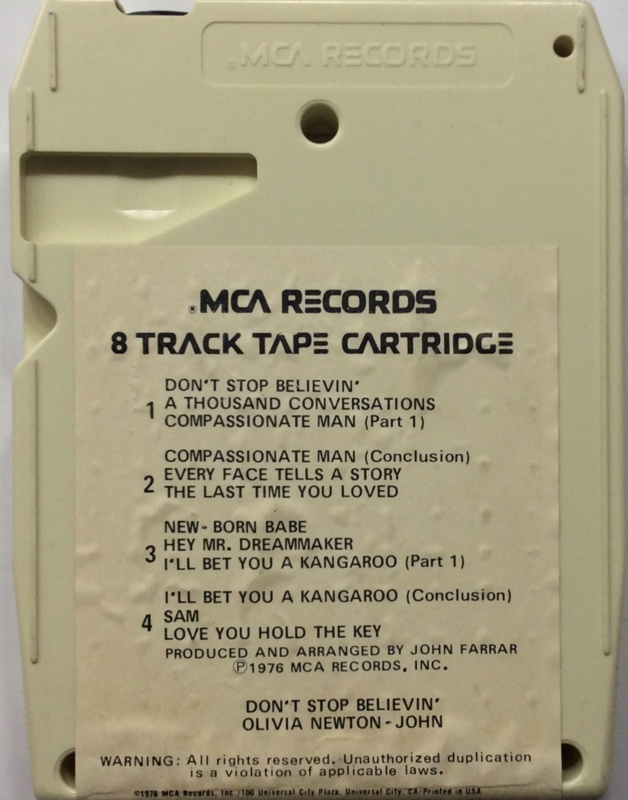 MCA RECORDS
MCA RECORDS
8 TRACK TAPE CARTRIDGE
1
DON'T STOP BELIEVIN'
A THOUSAND CONVERSATIONS
COMPASSIONATE MAN (Part 1)
2
COMPASSIONATE MAN (Conclusion)
EVERY FACE TELLS A STORY
THE LAST TIME YOU LOVED
3
NEW-BORN BABE
HEY MR. DREAMMAKER
I'LL BET YOU A KANGAROO (Part 1)
4
I'LL BET YOU A KANGAROO (Conclusion)
SAM
LOVE YOU HOLD THE KEY
PRODUCED AND ARRANGED BY JOHN FARRAR
Ⓟ1976 MCA RECORDS, INC.
DON'T STOP BELIEVIN'
OLIVIA NEWTON-JOHN
WARNING: All rights reserved. Unauthorized duplication
is a violation of applicable laws.
©1976 MCA Records, Inc./100 Universal City Plaza, Universal City, CA/Printed in USA